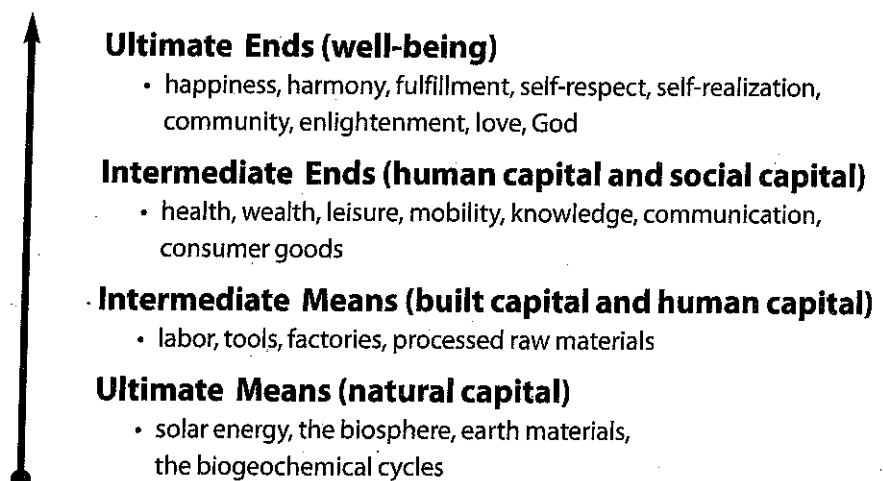 Ultimate Ends (well-being)
• happiness, harmony, fulfillment, self-respect, self-realization,
community, enlightenment, love, God
Intermediate Ends (human capital and social capital)
• health, wealth, leisure, mobility, knowledge, communication,
consumer goods
Intermediate Means (built capital and human capital)
• labor, tools, factories, processed raw materials
Ultimate Means (natural capital)
• solar energy, the biosphere, earth materials,
the biogeochemical cycles